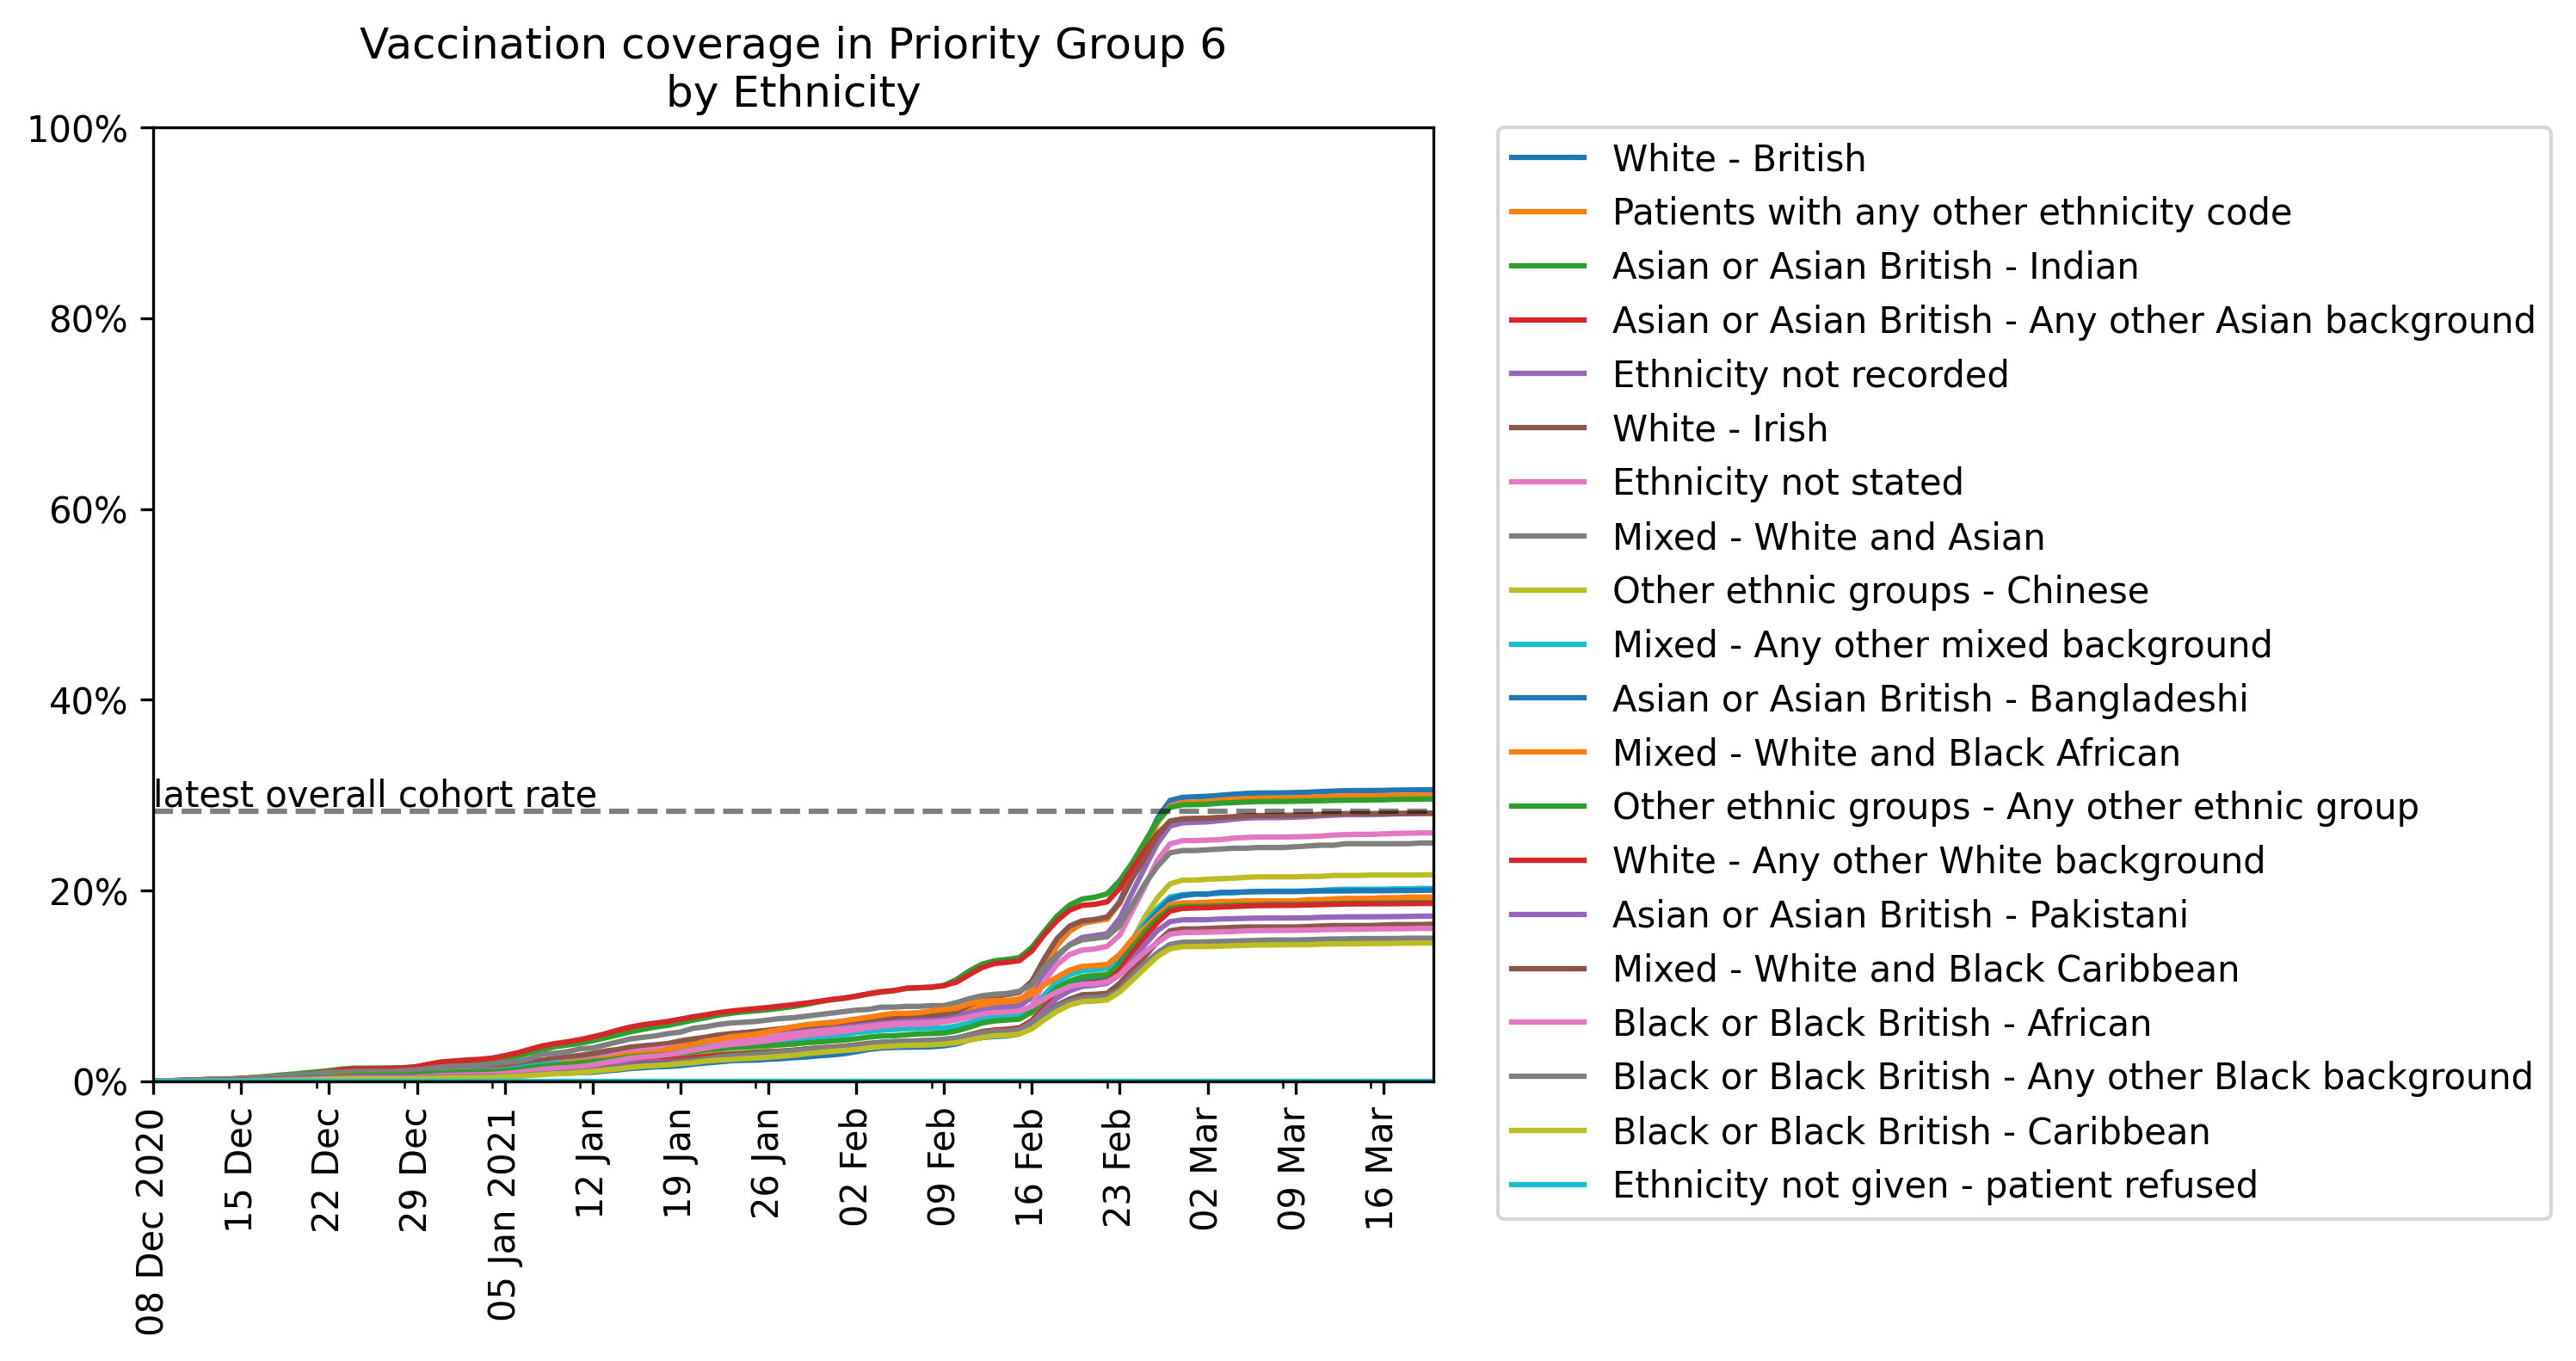 Vaccination coverage in Priority Group 6
by Ethnicity
100%
80%
60%
40%
20%
0%
latest overall cohort rate
08 Dec 2020
15 Dec
22 Dec
29 Dec
05 Jan 2021
12 Jan
19 Jan
26 Jan
02 Feb
09 Feb
16 Feb
23 Feb
02 Mar
09 Mar
16 Mar
White - British
Patients with any other ethnicity code
Asian or Asian British - Indian
Asian or Asian British - Any other Asian background
Ethnicity not recorded
White - Irish
Ethnicity not stated
Mixed - White and Asian
Other ethnic groups - Chinese
Mixed - Any other mixed background
Asian or Asian British - Bangladeshi
Mixed - White and Black African
Other ethnic groups - Any other ethnic group
White - Any other White background
Asian or Asian British - Pakistani
Mixed - White and Black Caribbean
Black or Black British - African
Black or Black British - Any other Black background
Black or Black British - Caribbean
Ethnicity not given - patient refused